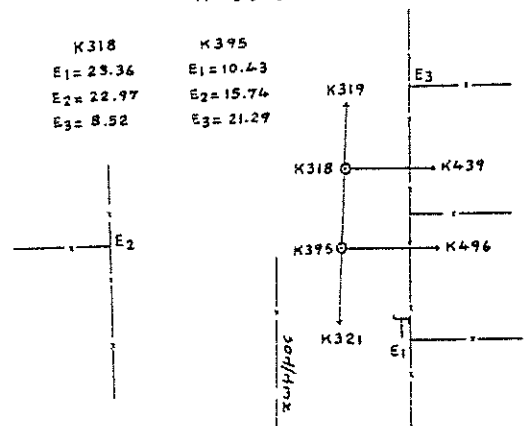 K318 K395
E1=23.36 E1=10.43
E2=22.97 E2=15.74
E3=8.52 E3=21.29
E3
K319
K318 K439
E2
K395 K496
K321
E1